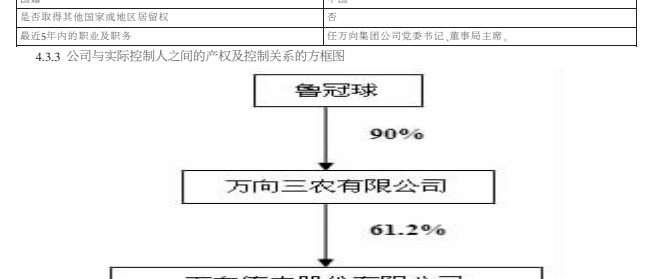 是否取得其他国家或地区居留权 否
最近5年内的职业及职务 任万向集团公司党委书记、董事局主席。
4.3.3 公司与实际控制人之间的产权及控制关系的方框图
鲁冠球
90%
万向三农有限公司
61.2%